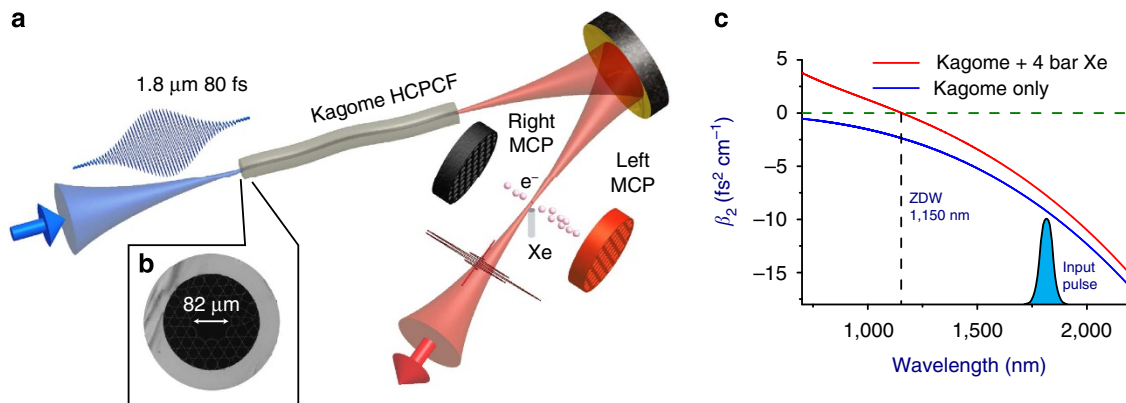 a
1.8 μm 80 fs
Kagome HCPCF
Right
MCP
Left
MCP
e⁻
Xe
b
82 μm
c
Kagome + 4 bar Xe
Kagome only
5
0
−5
−10
−15
β₂ (fs² cm⁻¹)
ZDW
1,150 nm
Input
pulse
1,000
1,500
2,000
Wavelength (nm)